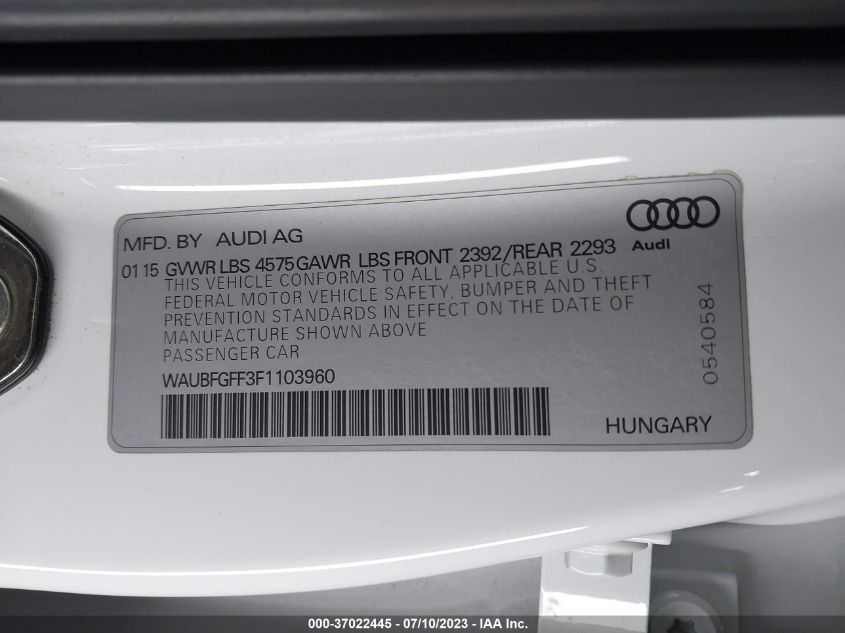 MFD. BY AUDI AG
Audi
01 15 GVWR LBS 4575 GAWR LBS FRONT 2392/REAR 2293
THIS VEHICLE CONFORMS TO ALL APPLICABLE U.S.
FEDERAL MOTOR VEHICLE SAFETY, BUMPER AND THEFT
PREVENTION STANDARDS IN EFFECT ON THE DATE OF
MANUFACTURE SHOWN ABOVE
PASSENGER CAR
WAUBFGFF3F1103960
0540584
HUNGARY
000-37022445 - 07/10/2023 - IAA Inc.